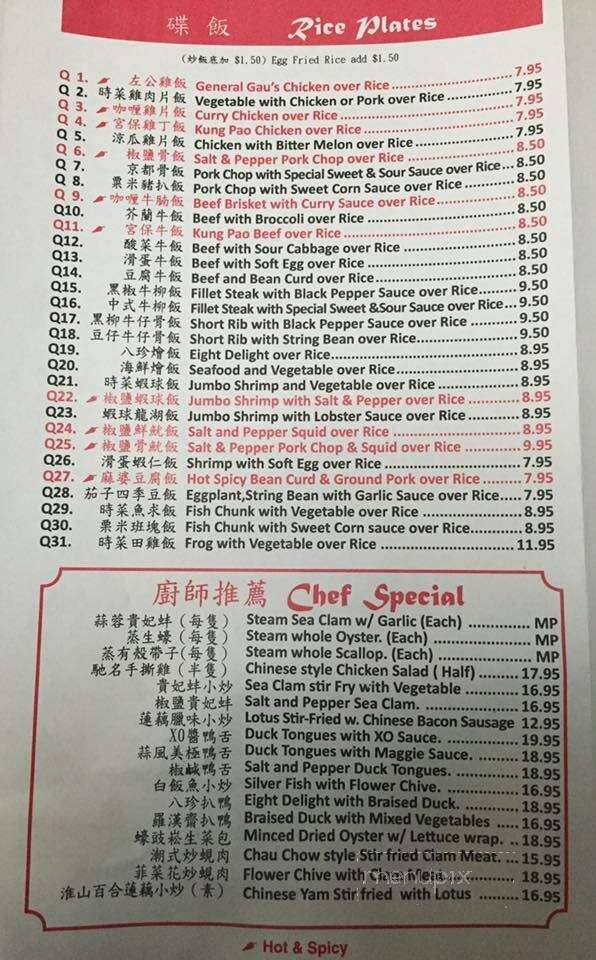 碟 飯 Rice Plates
(炒飯底加 $1.50) Egg Fried Rice add $1.50
Q 1. 左公雞飯 General Gau's Chicken over Rice 7.95
Q 2. 時菜雞肉片飯 Vegetable with Chicken or Pork over Rice 7.95
Q 3. 咖喱雞片飯 Curry Chicken over Rice 7.95
Q 4. 宮保雞丁飯 Kung Pao Chicken over Rice 7.95
Q 5. 涼瓜雞片飯 Chicken with Bitter Melon over Rice 7.95
Q 6. 椒鹽骨飯 Salt & Pepper Pork Chop over Rice 8.50
Q 7. 京都骨飯 Pork Chop with Special Sweet & Sour Sauce over Rice 8.50
Q 8. 粟米豬扒飯 Pork Chop with Sweet Corn Sauce over Rice 8.50
Q 9. 咖喱牛腩飯 Beef Brisket with Curry Sauce over Rice 8.50
Q10. 芥蘭牛飯 Beef with Broccoli over Rice 8.50
Q11. 宮保牛飯 Kung Pao Beef over Rice 8.50
Q12. 酸菜牛飯 Beef with Sour Cabbage over Rice 8.50
Q13. 滑蛋牛飯 Beef with Soft Egg over Rice 8.50
Q14. 豆腐牛飯 Beef and Bean Curd over Rice 8.50
Q15. 黑椒牛柳飯 Fillet Steak with Black Pepper Sauce over Rice 9.50
Q16. 中式牛柳飯 Fillet Steak with Special Sweet &Sour Sauce over Rice 9.50
Q17. 黑柳牛仔骨飯 Short Rib with Black Pepper Sauce over Rice 9.50
Q18. 豆仔牛仔骨飯 Short Rib with String Bean over Rice 9.50
Q19. 八珍燴飯 Eight Delight over Rice 8.95
Q20. 海鮮燴飯 Seafood and Vegetable over Rice 8.95
Q21. 時菜蝦球飯 Jumbo Shrimp and Vegetable over Rice 8.95
Q22. 椒鹽蝦球飯 Jumbo Shrimp with Salt & Pepper over Rice 8.95
Q23. 蝦球龍湖飯 Jumbo Shrimp with Lobster Sauce over Rice 8.95
Q24. 椒鹽鮮魷飯 Salt and Pepper Squid over Rice 8.95
Q25. 椒鹽骨魷飯 Salt & Pepper Pork Chop & Squid over Rice 9.95
Q26. 滑蛋蝦仁飯 Shrimp with Soft Egg over Rice 7.95
Q27. 麻婆豆腐飯 Hot Spicy Bean Curd & Ground Pork over Rice 7.95
Q28. 茄子四季豆飯 Eggplant,String Bean with Garlic Sauce over Rice 7.95
Q29. 時菜魚求飯 Fish Chunk with Vegetable over Rice 8.95
Q30. 粟米班塊飯 Fish Chunk with Sweet Corn sauce over Rice 8.95
Q31. 時菜田雞飯 Frog with Vegetable over Rice 11.95
廚師推薦 Chef Special
蒜蓉貴妃蚌 (每隻) Steam Sea Clam w/ Garlic (Each) MP
蒸生蠔 (每隻) Steam whole Oyster. (Each) MP
蒸有殼帶子(每隻) Steam whole Scallop. (Each) MP
馳名手撕雞 (半隻) Chinese style Chicken Salad ( Half) 17.95
貴妃蚌小炒 Sea Clam stir Fry with Vegetable 16.95
椒鹽貴妃蚌 Salt and Pepper Sea Clam. 16.95
蓮藕臘味小炒 Lotus Stir-Fried w. Chinese Bacon Sausage 12.95
XO醬鴨舌 Duck Tongues with XO Sauce. 19.95
蒜風美極鴨舌 Duck Tongues with Maggie Sauce. 18.95
椒鹹鴨舌 Salt and Pepper Duck Tongues. 18.95
白飯魚小炒 Silver Fish with Flower Chive. 16.95
八珍扒鴨 Eight Delight with Braised Duck. 18.95
羅漢齋扒鴨 Braised Duck with Mixed Vegetables 16.95
蠔豉崧生菜包 Minced Dried Oyster w/ Lettuce wrap. 18.95
潮式炒蜆肉 Chau Chow style Stir fried Clam Meat. 15.95
菲菜花炒蜆肉 Flower Chive with Clam Meat 18.95
淮山百合蓮藕小炒 (素) Chinese Yam Stir fried with Lotus 16.95
menupix
Hot & Spicy